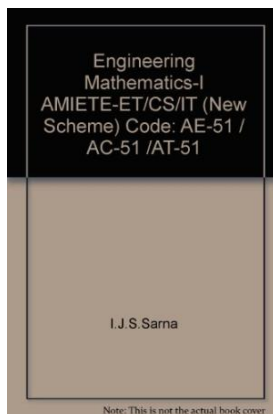 Engineering
Mathematics-I
AMIETE-ET/CS/IT (New
Scheme) Code: AE-51 /
AC-51 /AT-51
I.J.S.Sarna
Note: This is not the actual book cover